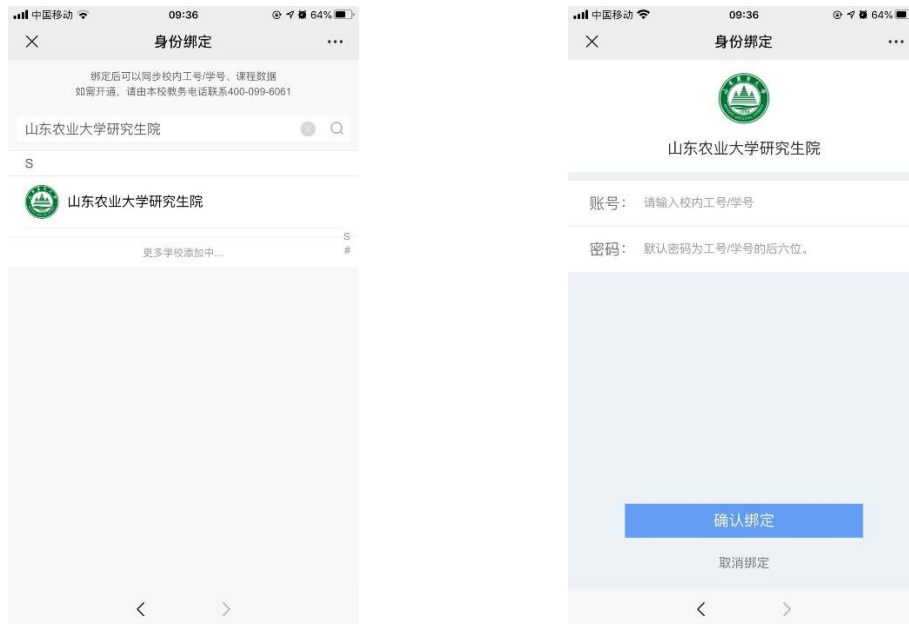 中国移动 09:36 64%
身份绑定
绑定后可以同步校内工号/学号、课程数据
如需开通，请由本校教务电话联系400-099-6061
山东农业大学研究生院
S
山东农业大学研究生院
S
更多学校添加中...
#
中国移动 09:36 64%
身份绑定
山东农业大学研究生院
账号： 请输入校内工号/学号
密码： 默认密码为工号/学号的后六位。
确认绑定
取消绑定